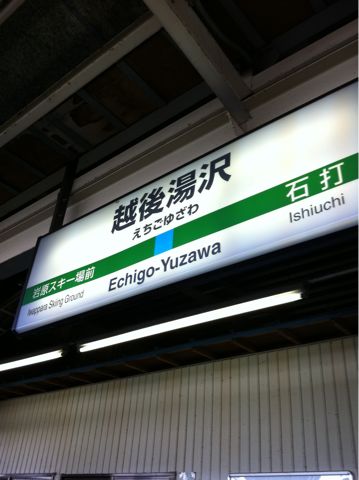 越後湯沢
えちごゆざわ
岩原スキー場前
石打
Iwappara Skiing Ground
Echigo-Yuzawa
Ishiuchi